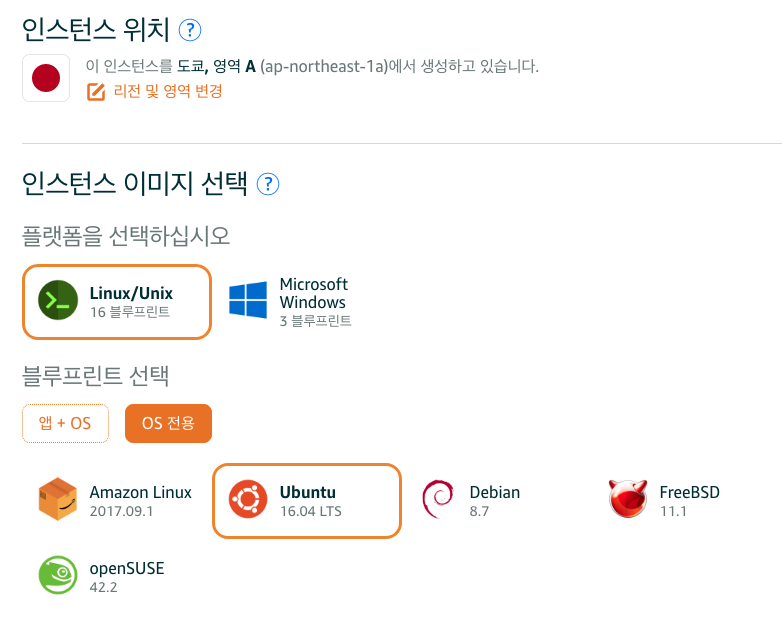 인스턴스 위치 ?
이 인스턴스를 도쿄, 영역 A (ap-northeast-1a)에서 생성하고 있습니다.
리전 및 영역 변경
인스턴스 이미지 선택 ?
플랫폼을 선택하십시오
Linux/Unix
16 블루프린트
Microsoft
Windows
3 블루프린트
블루프린트 선택
앱 + OS
OS 전용
Amazon Linux
2017.09.1
Ubuntu
16.04 LTS
Debian
8.7
FreeBSD
11.1
openSUSE
42.2